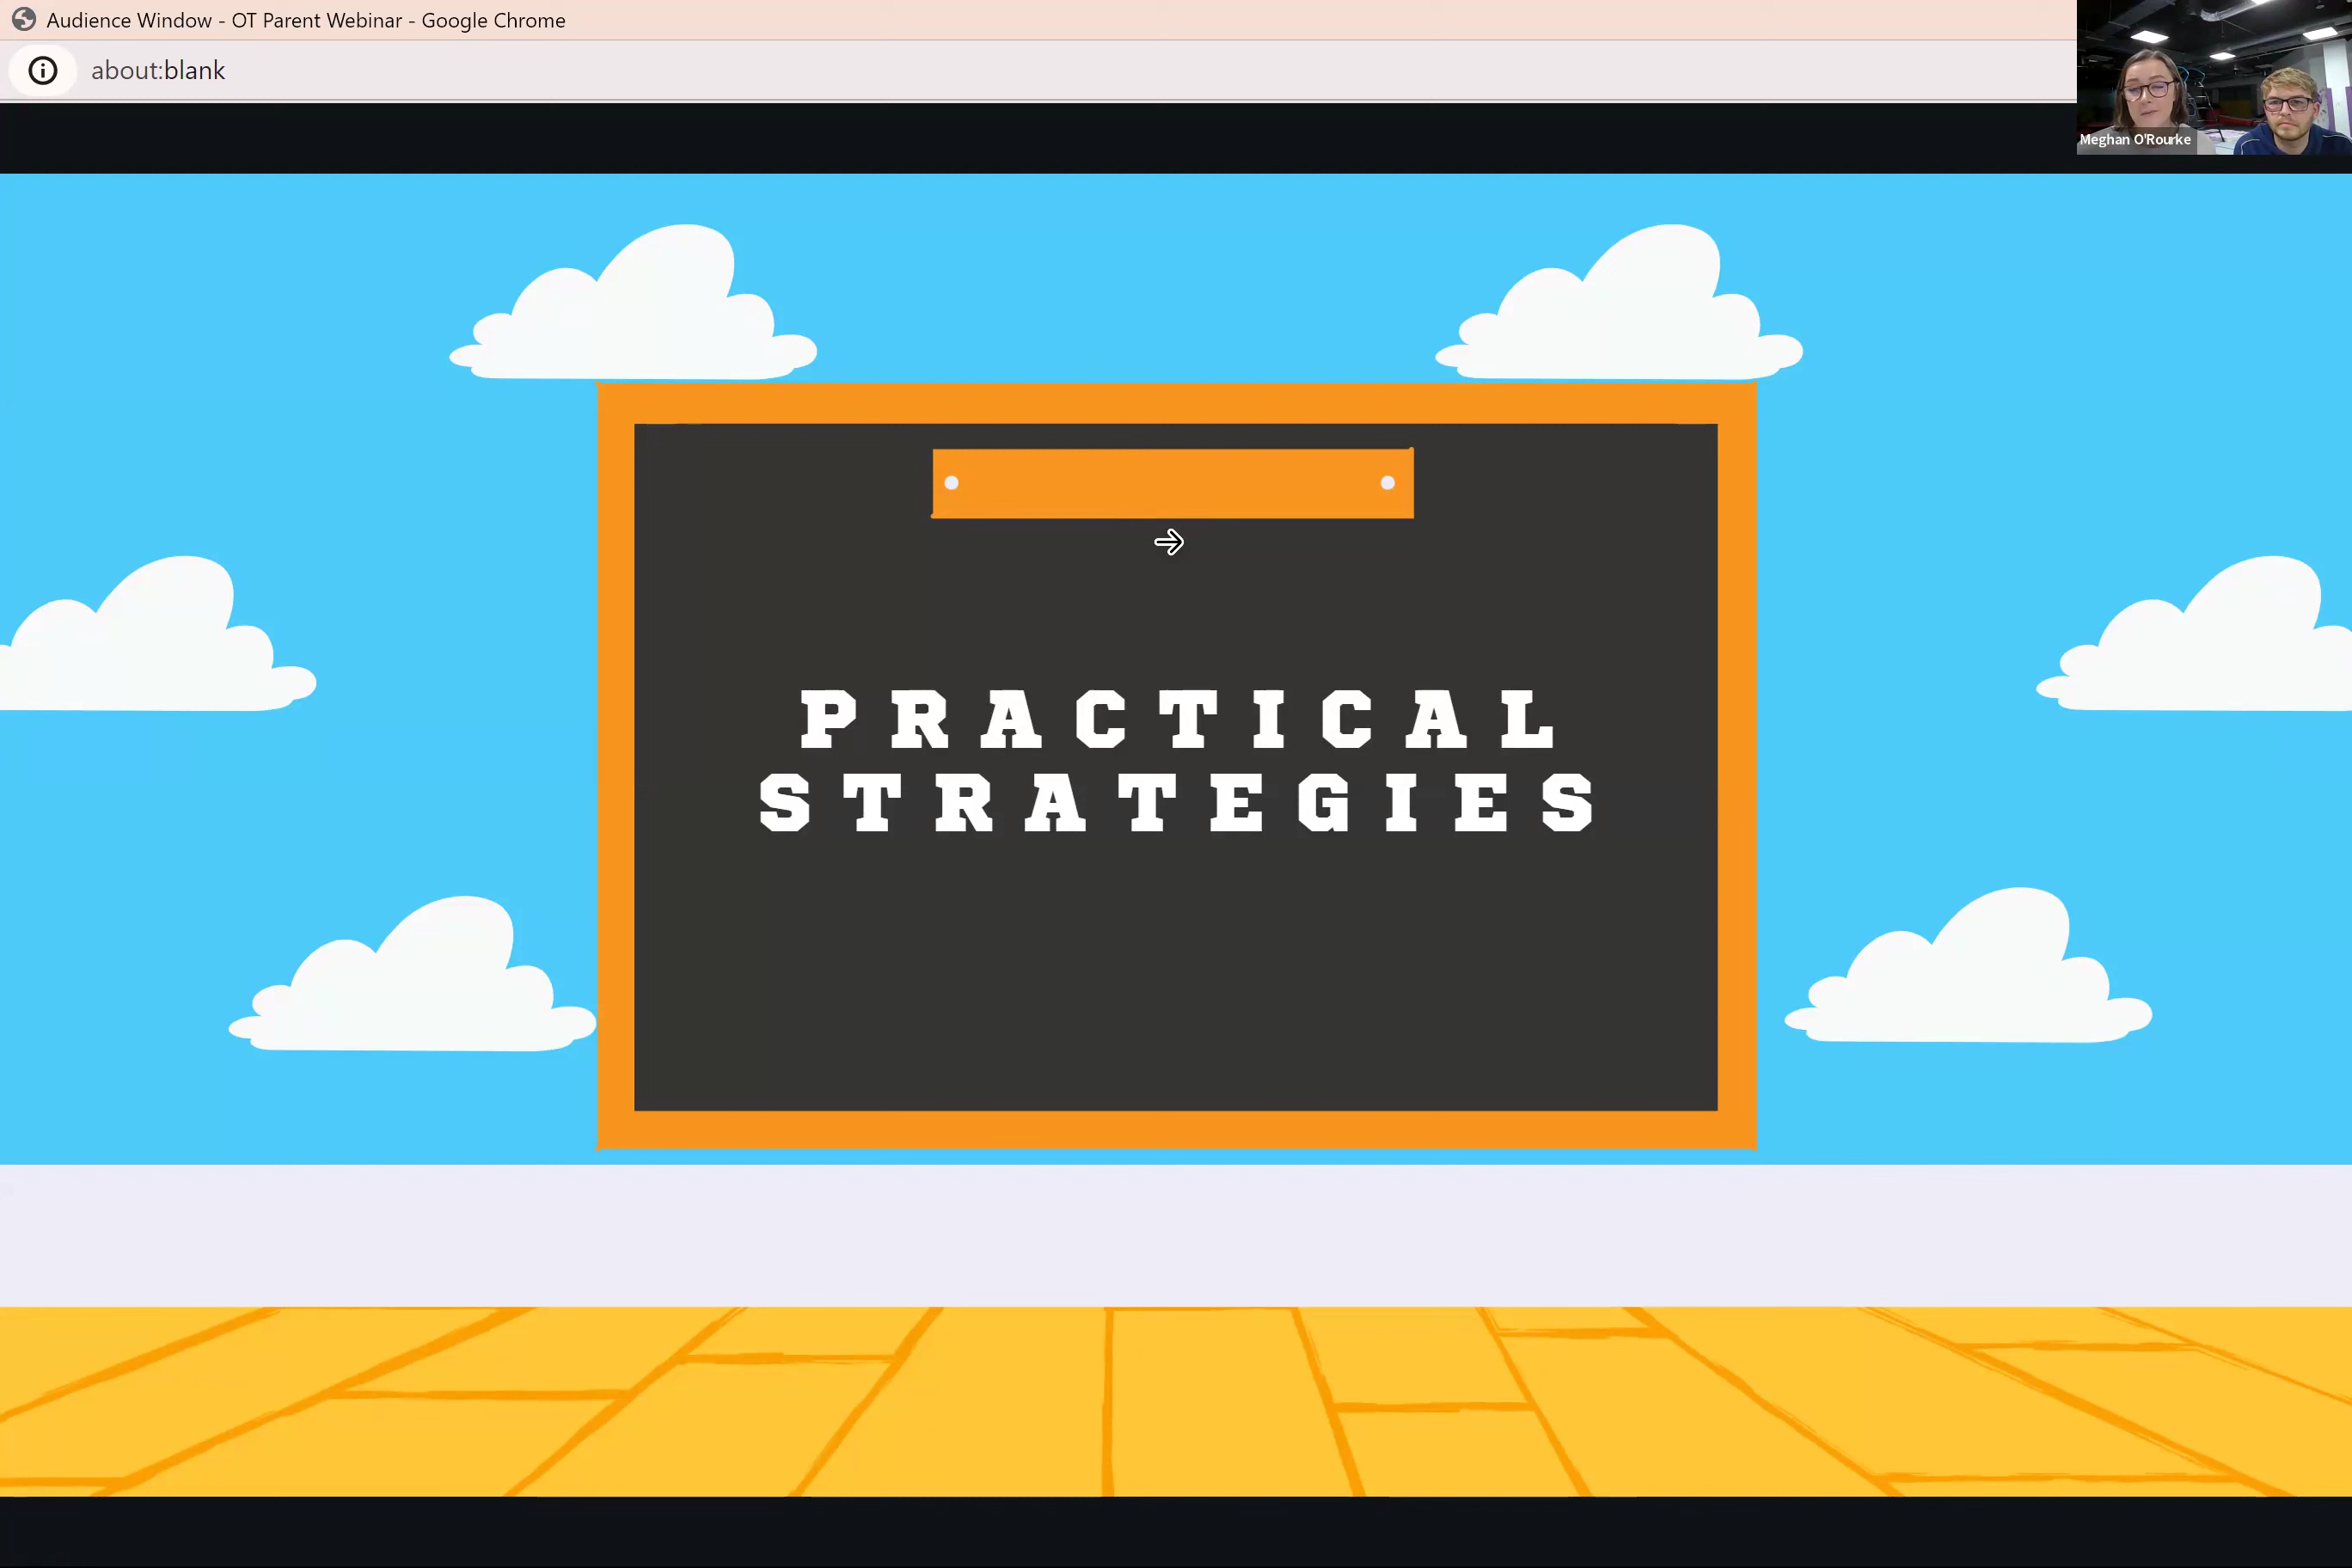 Audience Window - OT Parent Webinar - Google Chrome
about:blank
Meghan O'Rourke
PRACTICAL
STRATEGIES